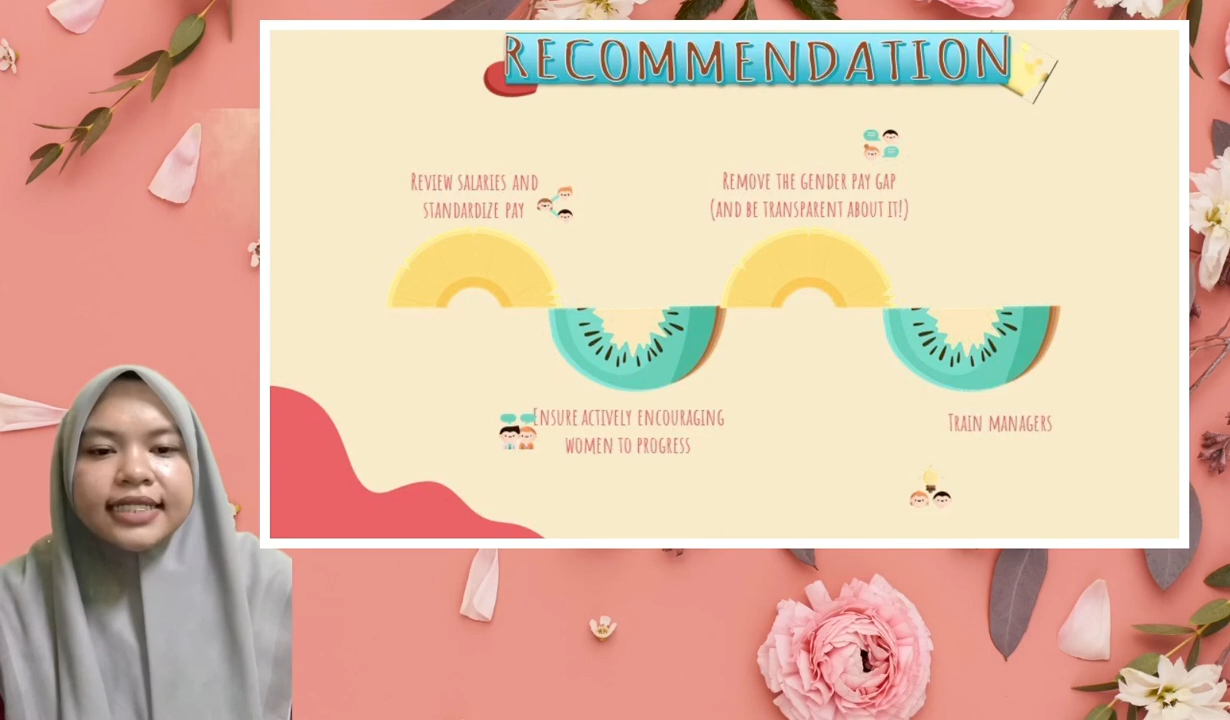 RECOMMENDATION
REVIEW SALARIES AND
STANDARDIZE PAY
REMOVE THE GENDER PAY GAP
(AND BE TRANSPARENT ABOUT IT!)
ENSURE ACTIVELY ENCOURAGING
WOMEN TO PROGRESS
TRAIN MANAGERS